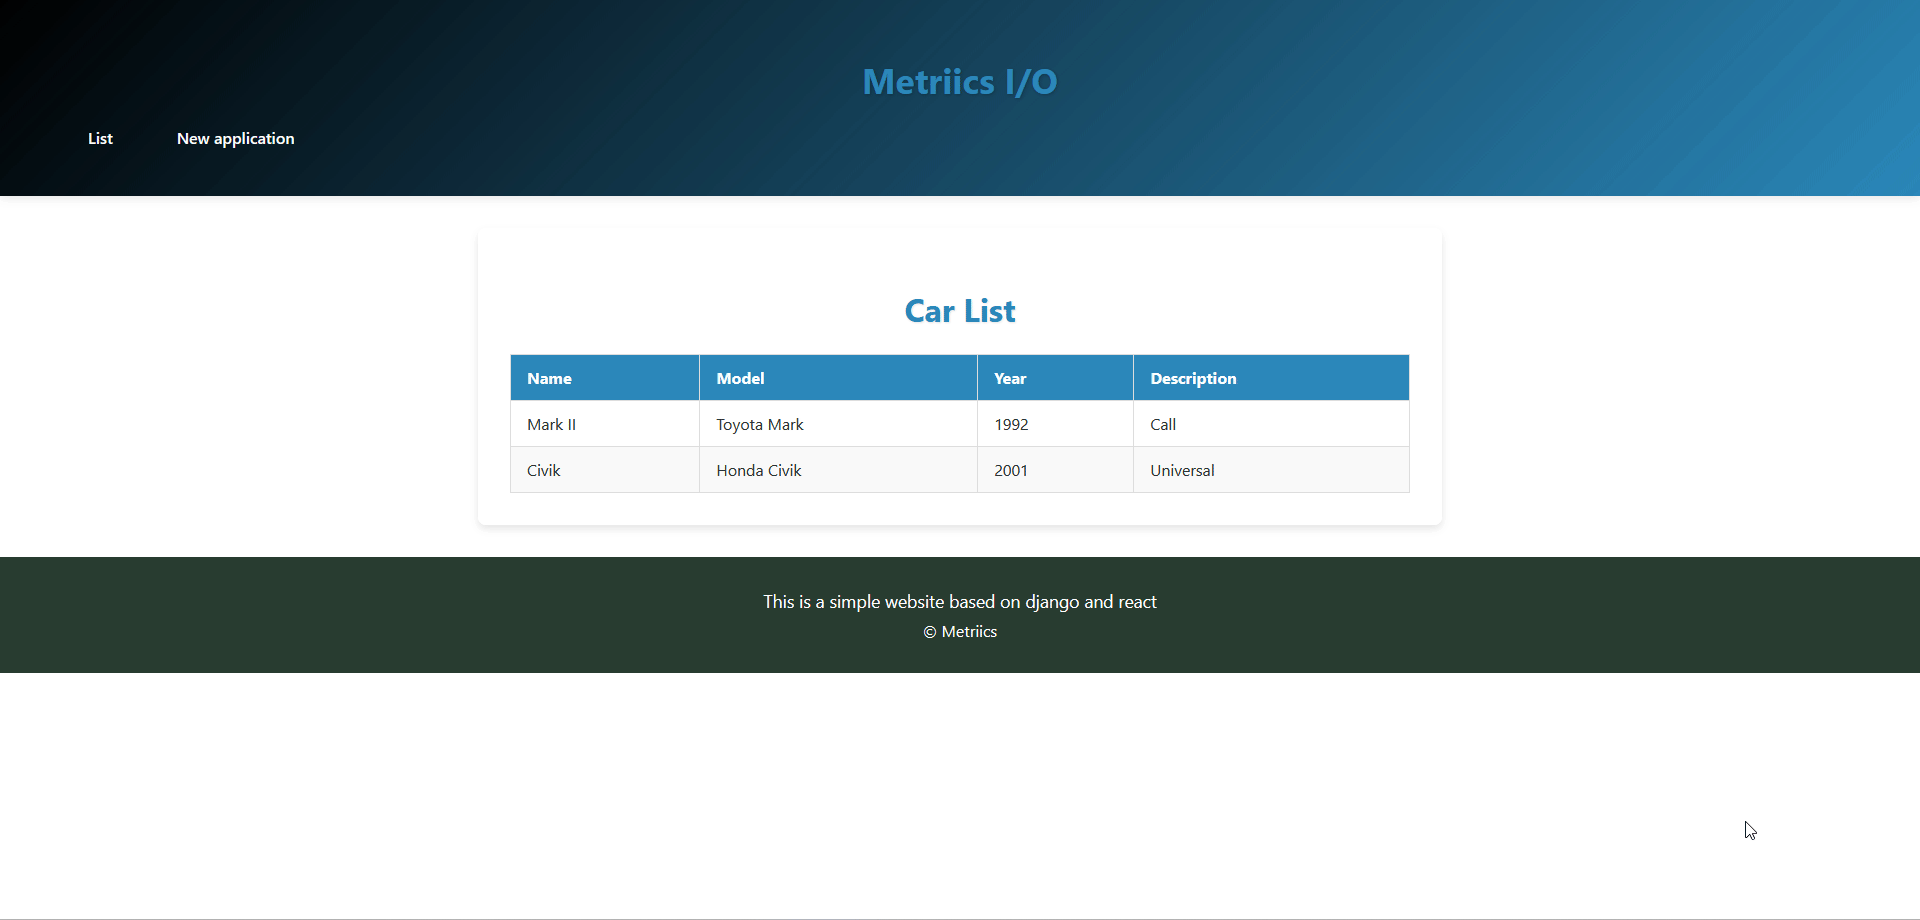 Metriics I/O
List New application
Car List
Name Model Year Description
Mark II Toyota Mark 1992 Call
Civik Honda Civik 2001 Universal
This is a simple website based on django and react
© Metriics